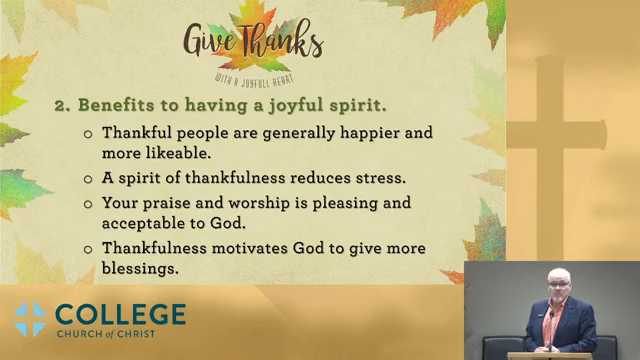 Give Thanks
WITH A JOYFULL HEART
2. Benefits to having a joyful spirit.
o Thankful people are generally happier and
more likeable.
o A spirit of thankfulness reduces stress.
o Your praise and worship is pleasing and
acceptable to God.
o Thankfulness motivates God to give more
blessings.
COLLEGE
CHURCH of CHRIST